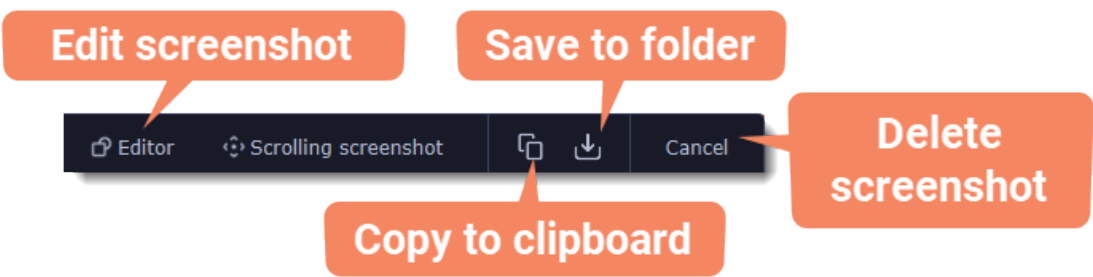 Edit screenshot
Save to folder
Editor
Scrolling screenshot
Cancel
Delete
screenshot
Copy to clipboard